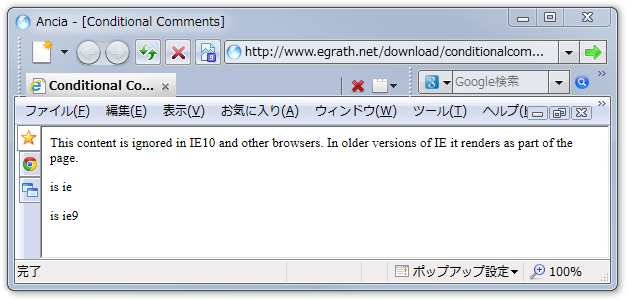 Ancia - [Conditional Comments]
http://www.egrath.net/download/conditionalcom...
Conditional Co...
Google検索
ファイル(F) 編集(E) 表示(V) お気に入り(A) ウィンドウ(W) ツール(T) ヘルプ(
This content is ignored in IE10 and other browsers. In older versions of IE it renders as part of the
page.
is ie
is ie9
完了
ポップアップ設定
100%